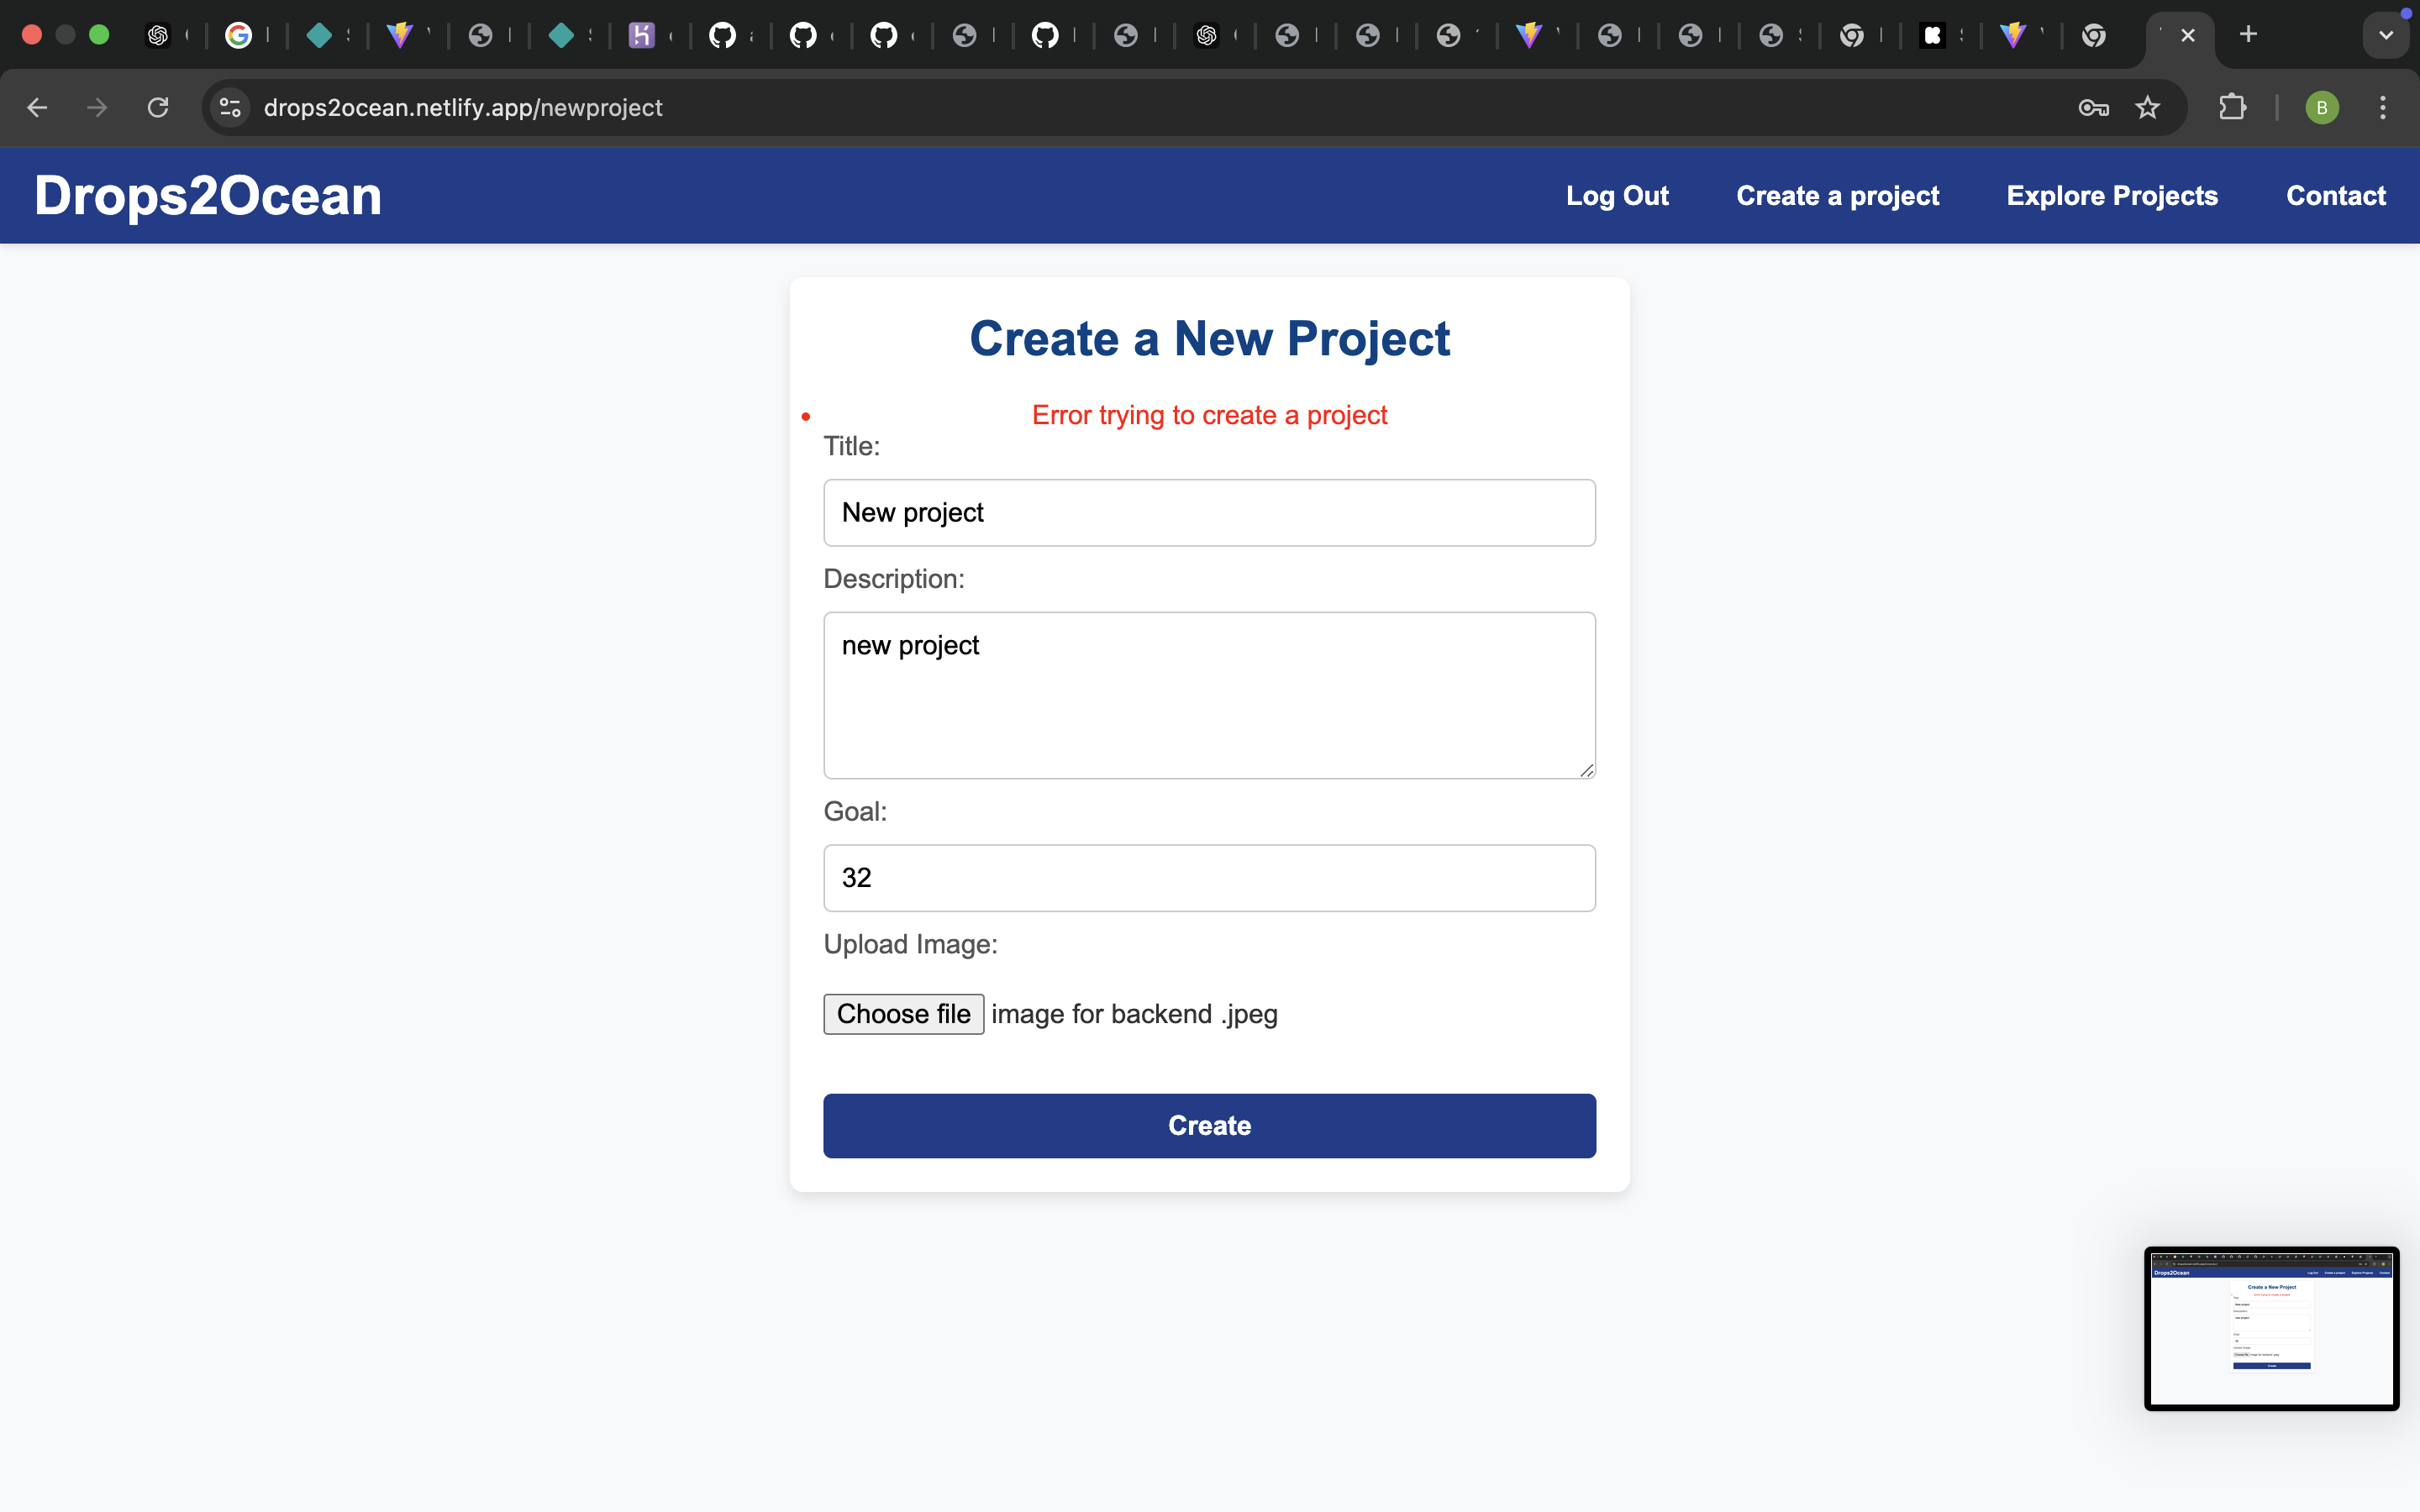 drops2ocean.netlify.app/newproject
B
Drops2Ocean
Log Out
Create a project
Explore Projects
Contact
Create a New Project
Error trying to create a project
Title:
New project
Description:
new project
Goal:
32
Upload Image:
Choose file image for backend .jpeg
Create